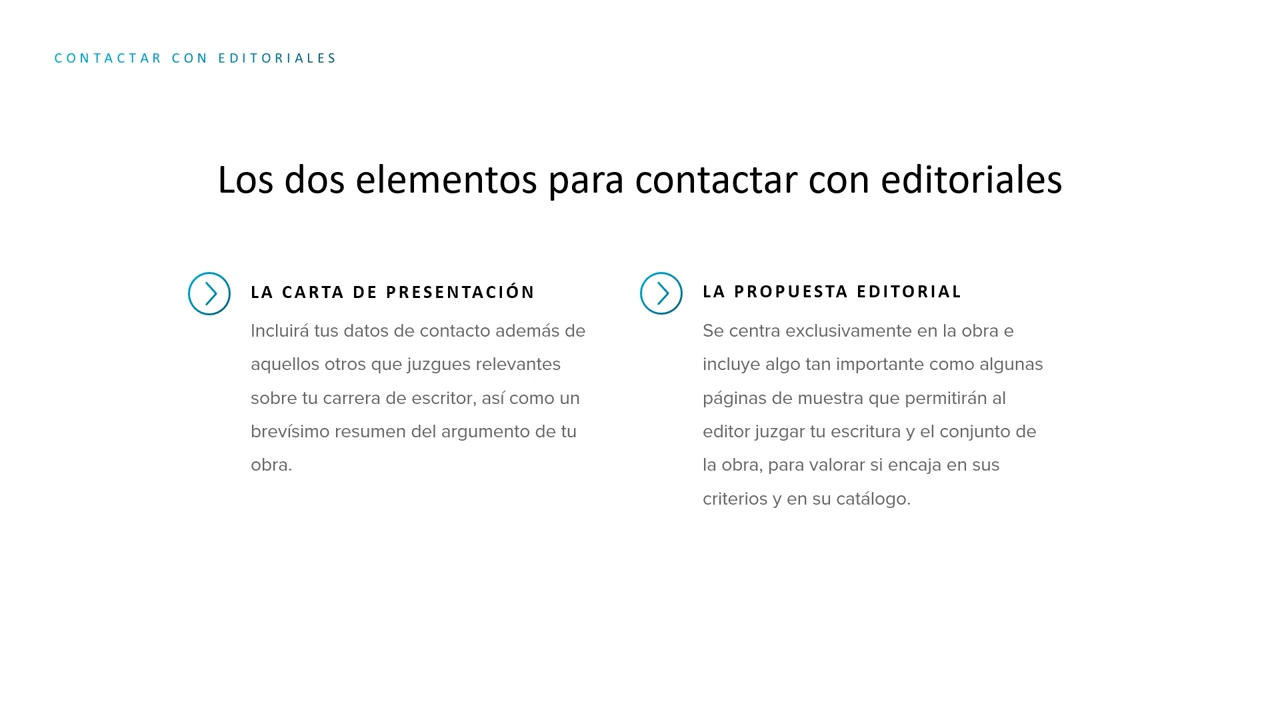 CONTACTAR CON EDITORIALES
Los dos elementos para contactar con editoriales
LA CARTA DE PRESENTACIÓN
Incluirá tus datos de contacto además de
aquellos otros que juzgues relevantes
sobre tu carrera de escritor, así como un
brevísimo resumen del argumento de tu
obra.
LA PROPUESTA EDITORIAL
Se centra exclusivamente en la obra e
incluye algo tan importante como algunas
páginas de muestra que permitirán al
editor juzgar tu escritura y el conjunto de
la obra, para valorar si encaja en sus
criterios y en su catálogo.